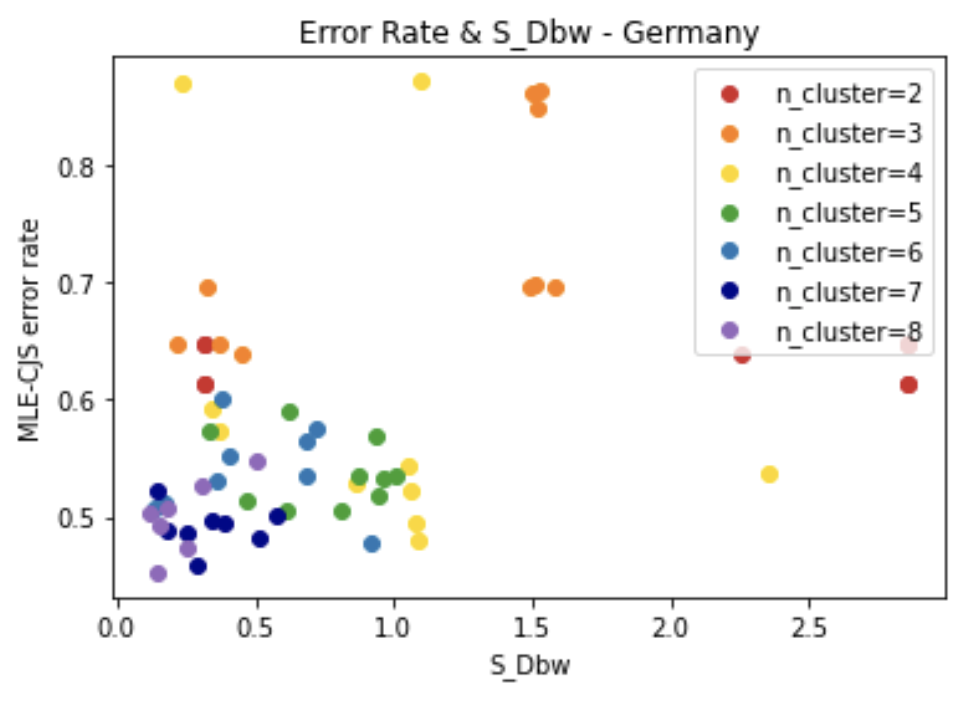 Error Rate & S_Dbw - Germany
MLE-CJS error rate
0.8
0.7
0.6
0.5
n_cluster=2
n_cluster=3
n_cluster=4
n_cluster=5
n_cluster=6
n_cluster=7
n_cluster=8
0.0 0.5 1.0 1.5 2.0 2.5
S_Dbw